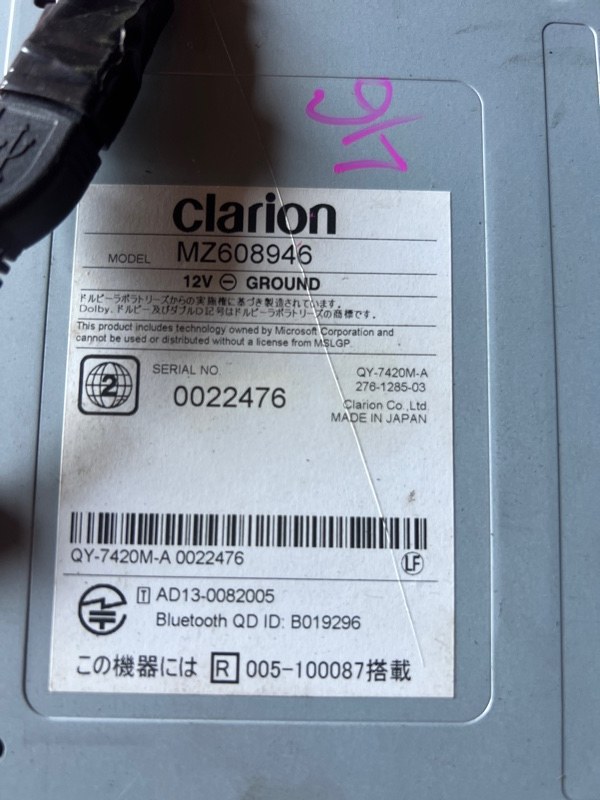 clarion
MODEL MZ608946
12V ⊖ GROUND
ドルビーラボラトリーズからの実施権に基づき製造されています。
Dolby、ドルビー及びダブルD記号はドルビーラボラトリーズの商標です。
This product includes technology owned by Microsoft Corporation and
cannot be used or distributed without a license from MSLGP.
2
SERIAL NO.
0022476
QY-7420M-A
276-1285-03
Clarion Co.,Ltd.
MADE IN JAPAN
QY-7420M-A 0022476
LF
T AD13-0082005
Bluetooth QD ID: B019296
この機器には R 005-100087搭載